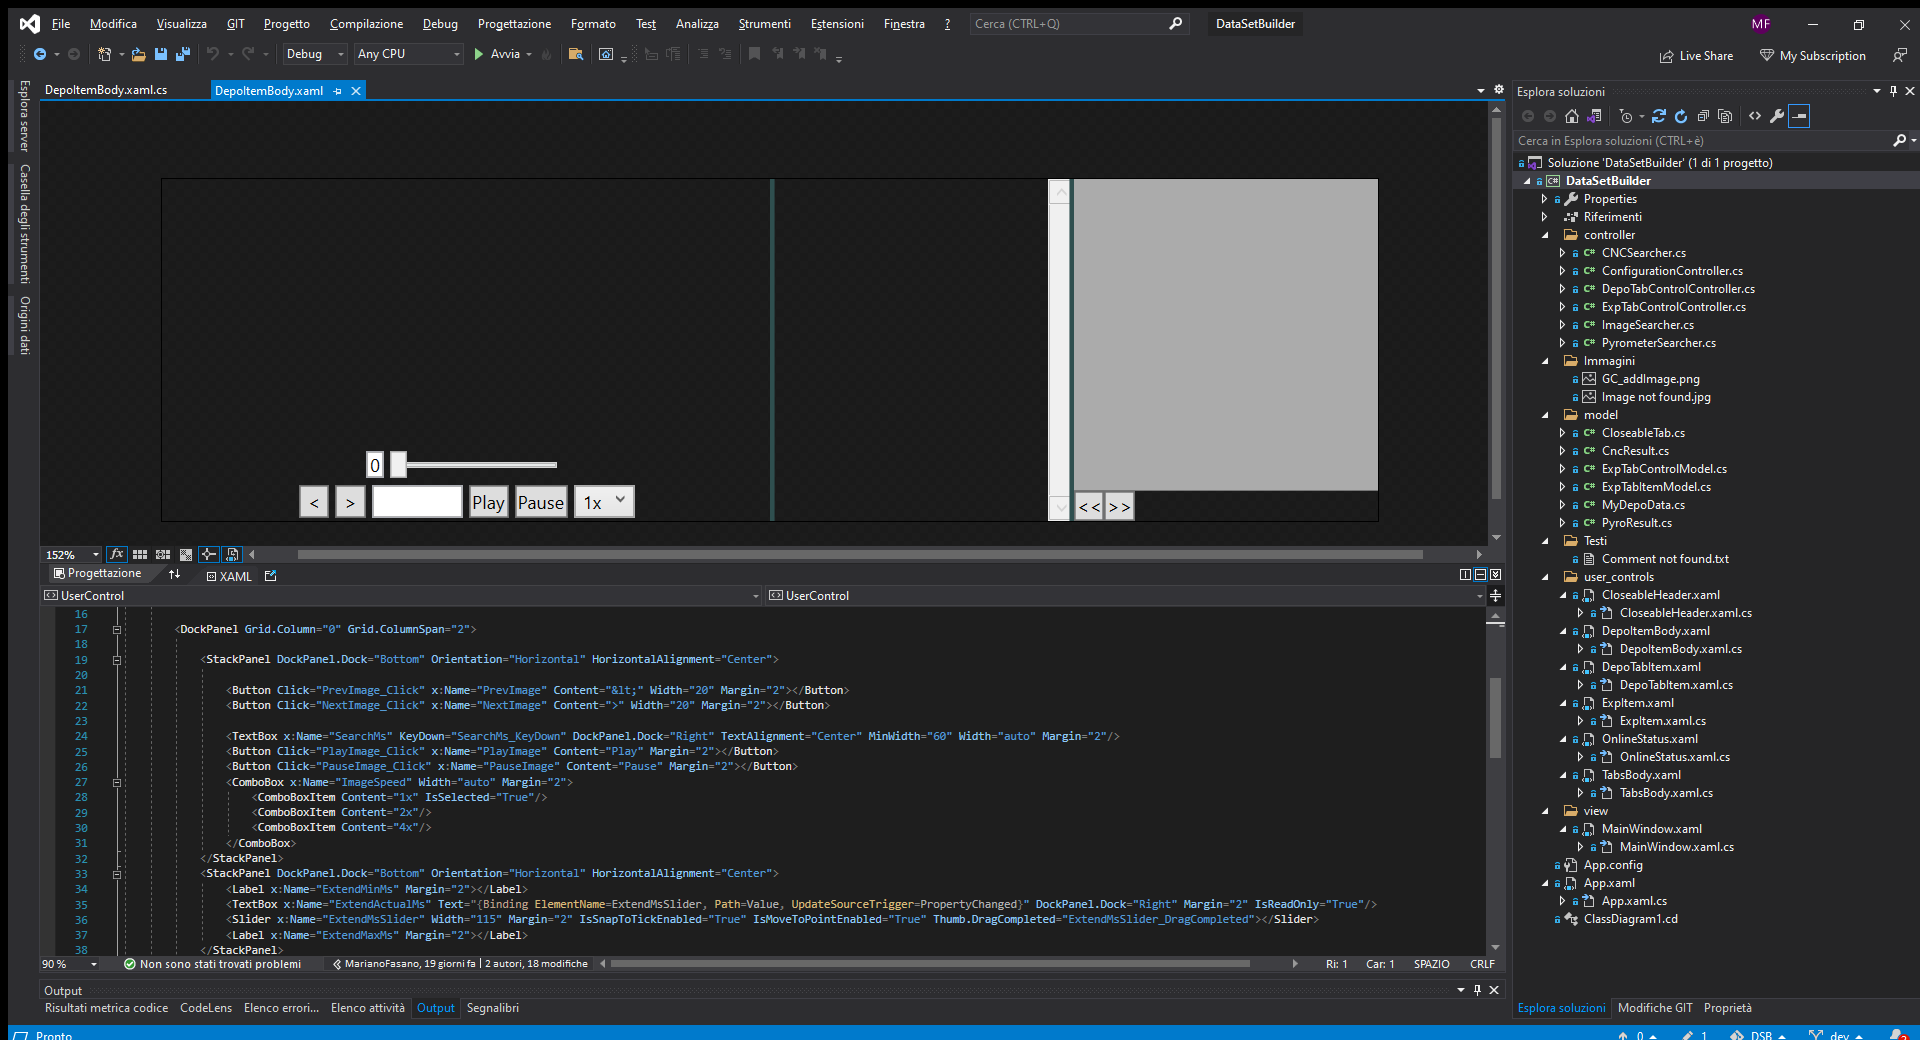 File Modifica Visualizza GIT Progetto Compilazione Debug Progettazione Formato Test Analizza Strumenti Estensioni Finestra ? Cerca (CTRL+Q) DataSetBuilder MF
Debug Any CPU Avvia Live Share My Subscription
Esplora server
Casella degli strumenti
Origini dati
DepoItemBody.xaml.cs DepoItemBody.xaml
0
< > Play Pause 1x << >>
152% fx
Progettazione XAML
UserControl UserControl
16
17 <DockPanel Grid.Column="0" Grid.ColumnSpan="2">
18
19 <StackPanel DockPanel.Dock="Bottom" Orientation="Horizontal" HorizontalAlignment="Center">
20
21 <Button Click="PrevImage_Click" x:Name="PrevImage" Content="&lt;" Width="20" Margin="2"></Button>
22 <Button Click="NextImage_Click" x:Name="NextImage" Content=">" Width="20" Margin="2"></Button>
23
24 <TextBox x:Name="SearchMs" KeyDown="SearchMs_KeyDown" DockPanel.Dock="Right" TextAlignment="Center" MinWidth="60" Width="auto" Margin="2"/>
25 <Button Click="PlayImage_Click" x:Name="PlayImage" Content="Play" Margin="2"></Button>
26 <Button Click="PauseImage_Click" x:Name="PauseImage" Content="Pause" Margin="2"></Button>
27 <ComboBox x:Name="ImageSpeed" Width="auto" Margin="2">
28 <ComboBoxItem Content="1x" IsSelected="True"/>
29 <ComboBoxItem Content="2x"/>
30 <ComboBoxItem Content="4x"/>
31 </ComboBox>
32 </StackPanel>
33 <StackPanel DockPanel.Dock="Bottom" Orientation="Horizontal" HorizontalAlignment="Center">
34 <Label x:Name="ExtendMinMs" Margin="2"></Label>
35 <TextBox x:Name="ExtendActualMs" Text="{Binding ElementName=ExtendMsSlider, Path=Value, UpdateSourceTrigger=PropertyChanged}" DockPanel.Dock="Right" Margin="2" IsReadOnly="True"/>
36 <Slider x:Name="ExtendMsSlider" Width="115" Margin="2" IsSnapToTickEnabled="True" IsMoveToPointEnabled="True" Thumb.DragCompleted="ExtendMsSlider_DragCompleted"></Slider>
37 <Label x:Name="ExtendMaxMs" Margin="2"></Label>
38 </StackPanel>
90 % Non sono stati trovati problemi MarianoFasano, 19 giorni fa | 2 autori, 18 modifiche Ri: 1 Car: 1 SPAZIO CRLF
Output
Risultati metrica codice CodeLens Elenco errori... Elenco attività Output Segnalibri
Esplora soluzioni
Cerca in Esplora soluzioni (CTRL+è)
Soluzione 'DataSetBuilder' (1 di 1 progetto)
C# DataSetBuilder
Properties
Riferimenti
controller
C# CNCSearcher.cs
C# ConfigurationController.cs
C# DepoTabControlController.cs
C# ExpTabControlController.cs
C# ImageSearcher.cs
C# PyrometerSearcher.cs
Immagini
GC_addImage.png
Image not found.jpg
model
C# CloseableTab.cs
C# CncResult.cs
C# ExpTabControlModel.cs
C# ExpTabItemModel.cs
C# MyDepoData.cs
C# PyroResult.cs
Testi
Comment not found.txt
user_controls
CloseableHeader.xaml
CloseableHeader.xaml.cs
DepoItemBody.xaml
DepoItemBody.xaml.cs
DepoTabItem.xaml
DepoTabItem.xaml.cs
ExpItem.xaml
ExpItem.xaml.cs
OnlineStatus.xaml
OnlineStatus.xaml.cs
TabsBody.xaml
TabsBody.xaml.cs
view
MainWindow.xaml
MainWindow.xaml.cs
App.config
App.xaml
App.xaml.cs
ClassDiagram1.cd
Esplora soluzioni Modifiche GIT Proprietà
Pronto 0 1 DSB dev